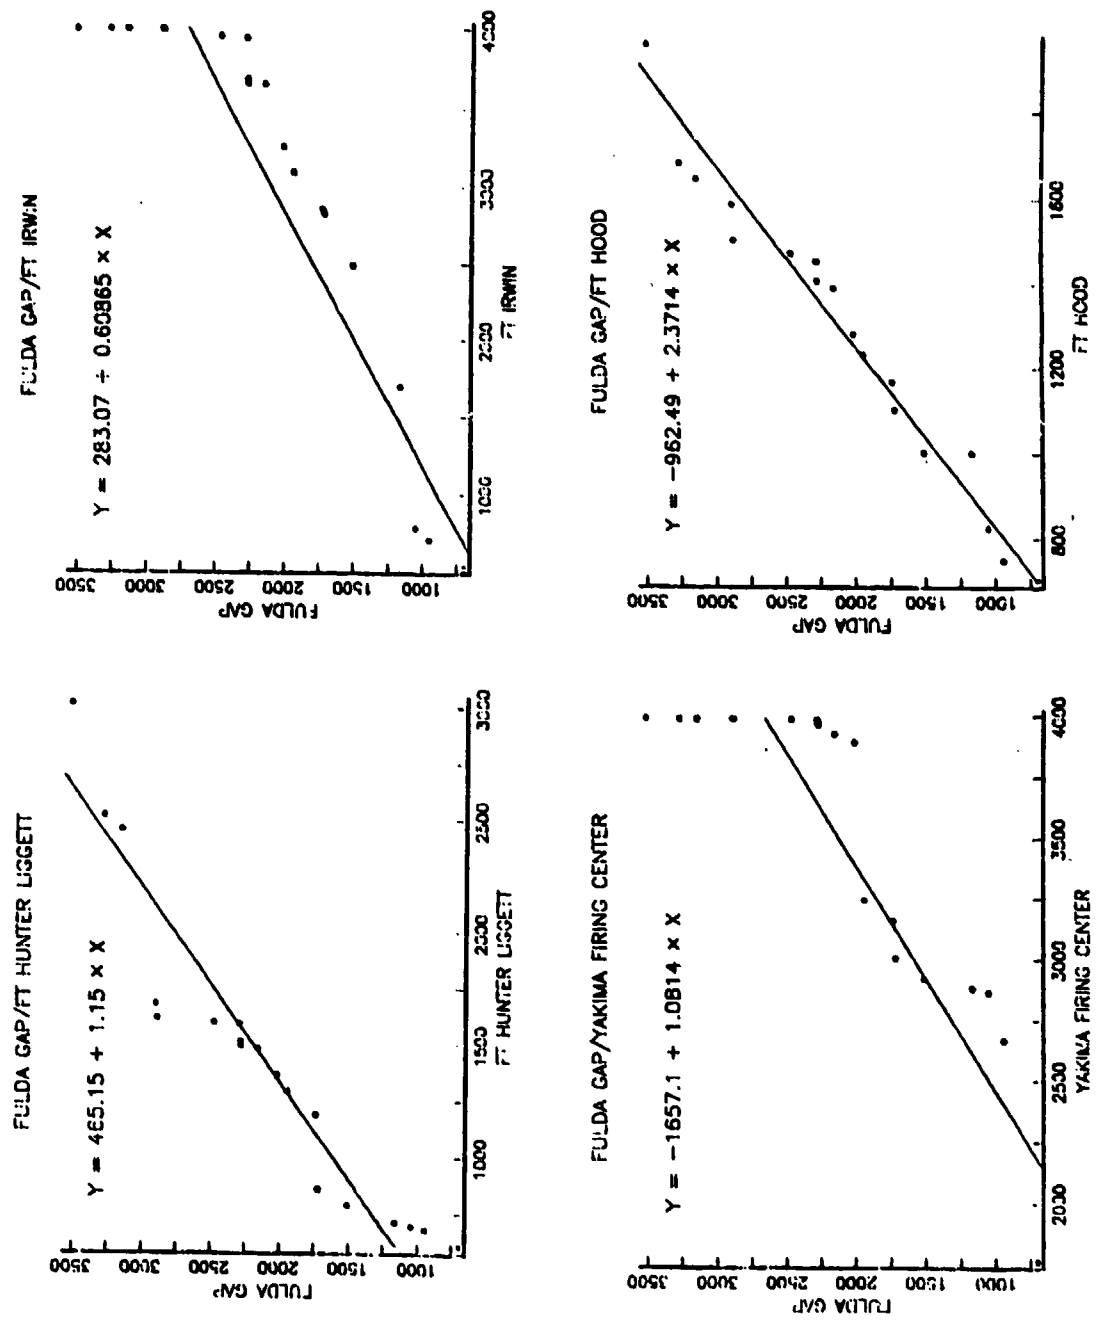 FULDA GAP/FT HUNTER LIGGETT
Y = 465.15 + 1.15 × X
3500
3000
2500
2000
1500
1000
FULDA GAP
1000
1500
2000
2500
3000
FT HUNTER LIGGETT
FULDA GAP/FT IRWIN
Y = 283.07 + 0.60865 × X
3500
3000
2500
2000
1500
1000
FULDA GAP
1000
2000
3000
4000
FT IRWIN
FULDA GAP/YAKIMA FIRING CENTER
Y = −1657.1 + 1.0814 × X
3500
3000
2500
2000
1500
1000
FULDA GAP
2000
2500
3000
3500
4000
YAKIMA FIRING CENTER
FULDA GAP/FT HOOD
Y = −962.49 + 2.3714 × X
3500
3000
2500
2000
1500
1000
FULDA GAP
800
1200
1600
FT HOOD